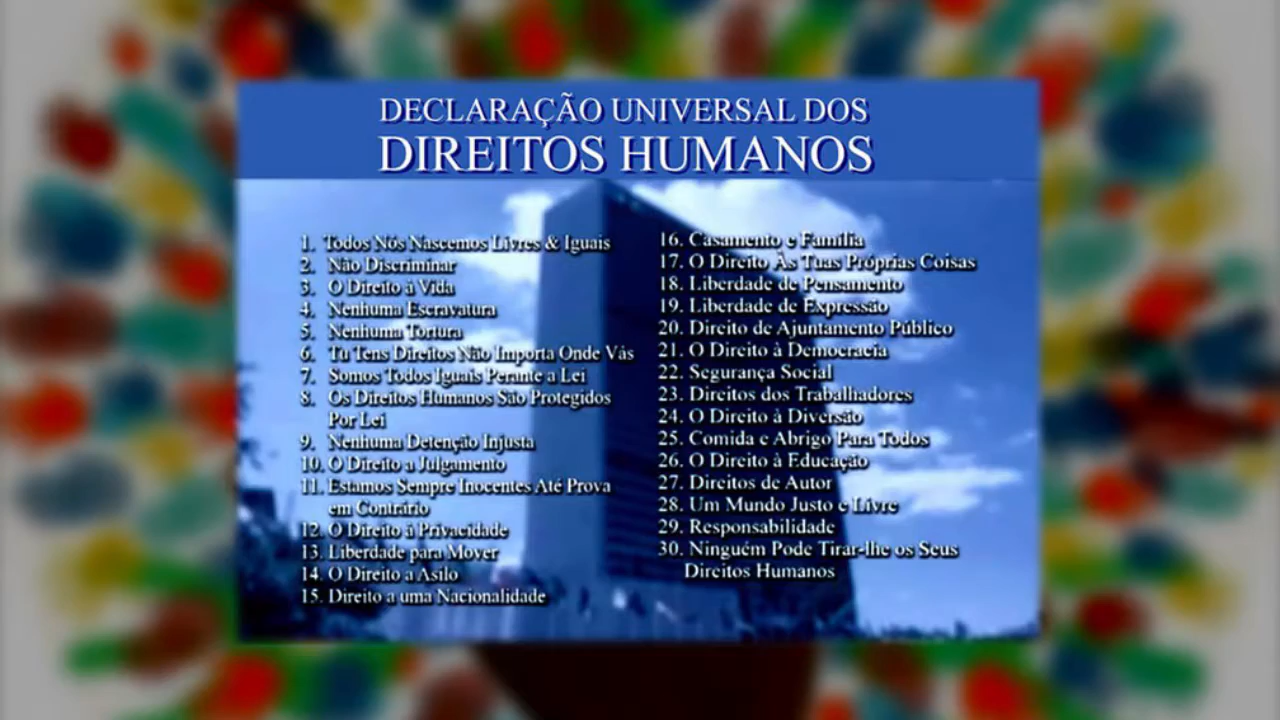 DECLARAÇÃO UNIVERSAL DOS
DIREITOS HUMANOS
1. Todos Nós Nascemos Livres & Iguais
2. Não Discriminar
3. O Direito à Vida
4. Nenhuma Escravatura
5. Nenhuma Tortura
6. Tu Tens Direitos Não Importa Onde Vás
7. Somos Todos Iguais Perante a Lei
8. Os Direitos Humanos São Protegidos
Por Lei
9. Nenhuma Detenção Injusta
10. O Direito a Julgamento
11. Estamos Sempre Inocentes Até Prova
em Contrário
12. O Direito à Privacidade
13. Liberdade para Mover
14. O Direito a Asilo
15. Direito a uma Nacionalidade
16. Casamento e Família
17. O Direito Às Tuas Próprias Coisas
18. Liberdade de Pensamento
19. Liberdade de Expressão
20. Direito de Ajuntamento Público
21. O Direito à Democracia
22. Segurança Social
23. Direitos dos Trabalhadores
24. O Direito à Diversão
25. Comida e Abrigo Para Todos
26. O Direito à Educação
27. Direitos de Autor
28. Um Mundo Justo e Livre
29. Responsabilidade
30. Ninguém Pode Tirar-lhe os Seus
Direitos Humanos